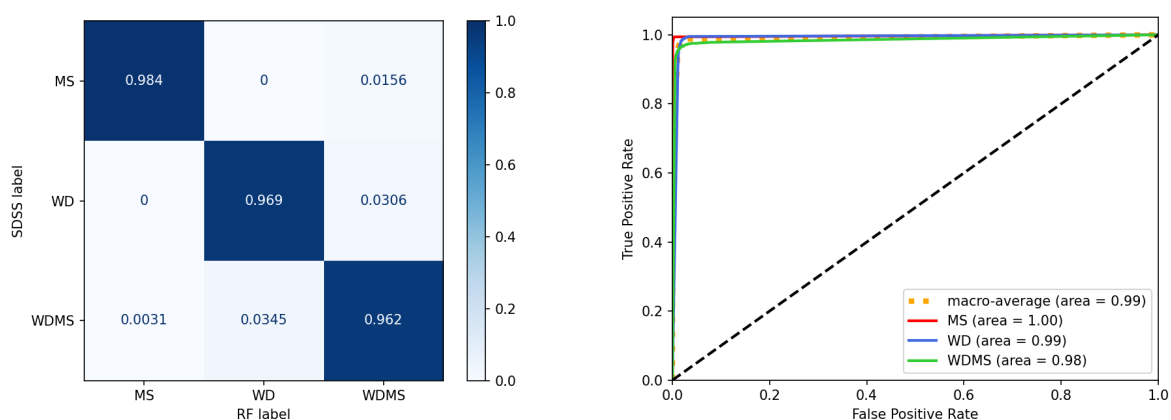 MS
0.984
0
0.0156
WD
0
0.969
0.0306
WDMS
0.0031
0.0345
0.962
MS
WD
WDMS
RF label
SDSS label
1.0
0.8
0.6
0.4
0.2
0.0
1.0
0.8
0.6
0.4
0.2
0.0
True Positive Rate
macro-average (area = 0.99)
MS (area = 1.00)
WD (area = 0.99)
WDMS (area = 0.98)
0.0
0.2
0.4
0.6
0.8
1.0
False Positive Rate